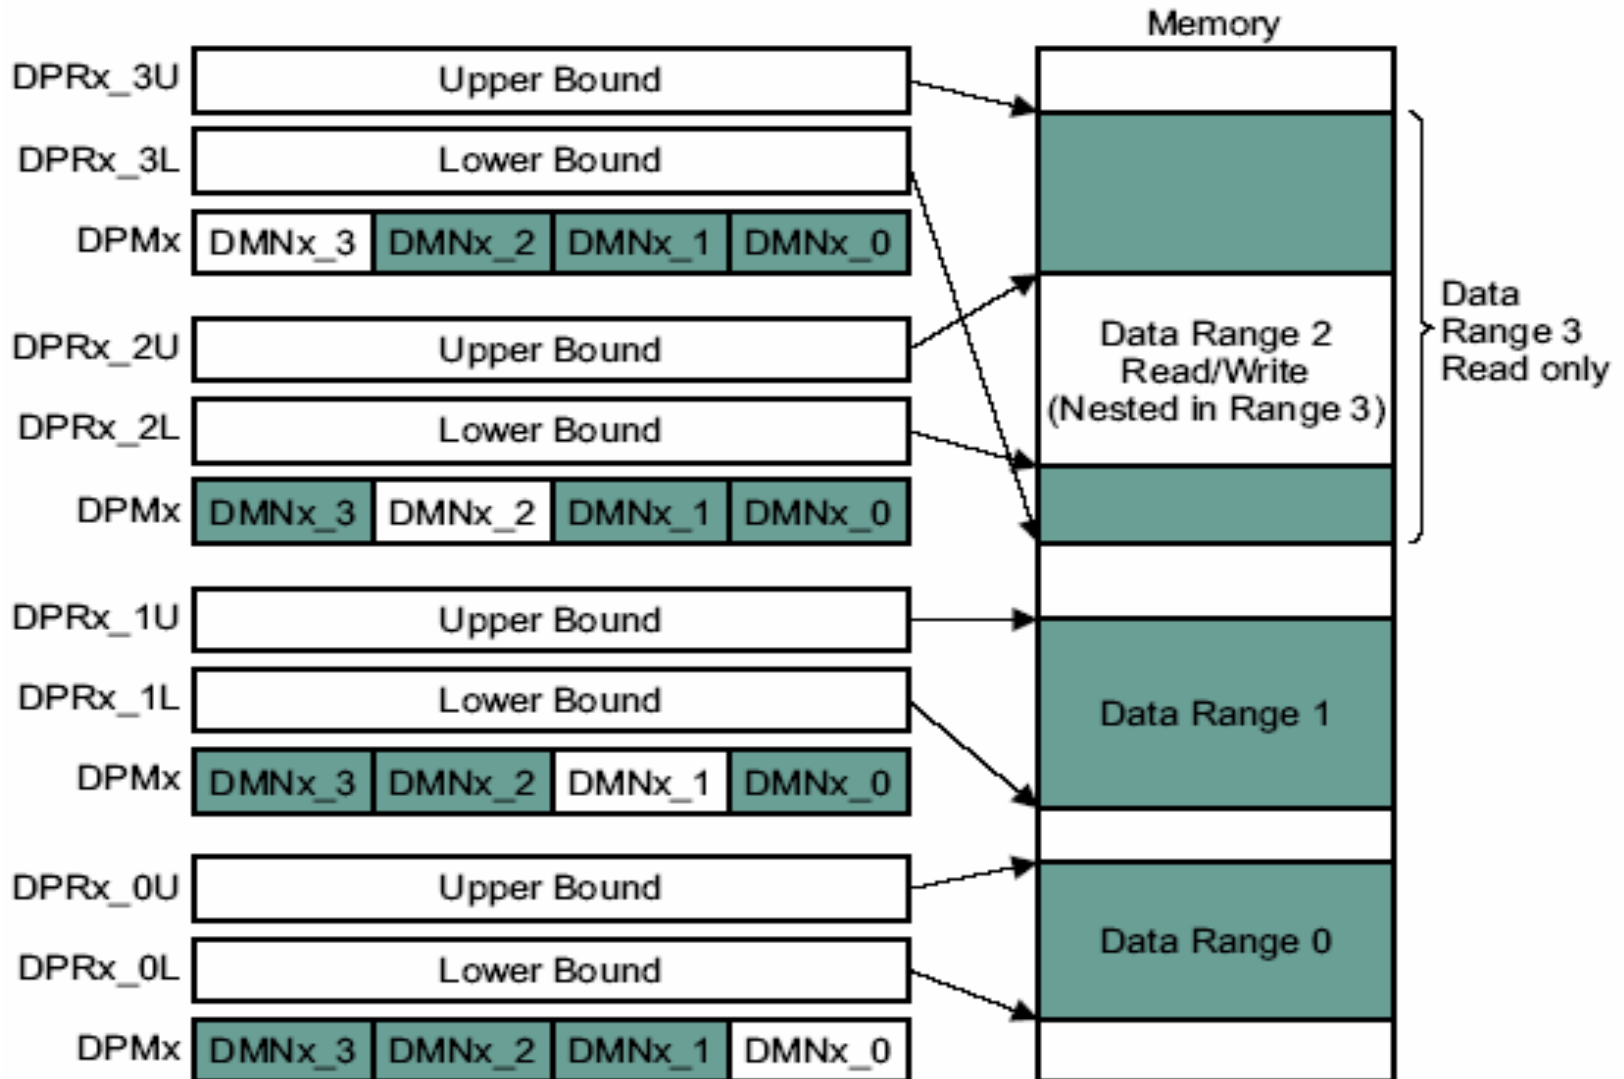 Memory
DPRx_3U Upper Bound
DPRx_3L Lower Bound
DPMx DMNx_3 DMNx_2 DMNx_1 DMNx_0
DPRx_2U Upper Bound
DPRx_2L Lower Bound
DPMx DMNx_3 DMNx_2 DMNx_1 DMNx_0
Data Range 2
Read/Write
(Nested in Range 3)
Data
Range 3
Read only
DPRx_1U Upper Bound
DPRx_1L Lower Bound
DPMx DMNx_3 DMNx_2 DMNx_1 DMNx_0
Data Range 1
DPRx_0U Upper Bound
DPRx_0L Lower Bound
DPMx DMNx_3 DMNx_2 DMNx_1 DMNx_0
Data Range 0